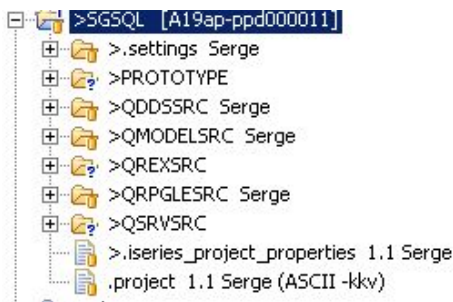 >SGSQL [A19ap-ppd000011]
>.settings Serge
>PROTOTYPE
>QDDSSRC Serge
>QMODELSRC Serge
>QREXSRC
>QRPGLESRC Serge
>QSRVSRC
>.iseries_project_properties 1.1 Serge
.project 1.1 Serge (ASCII -kkv)